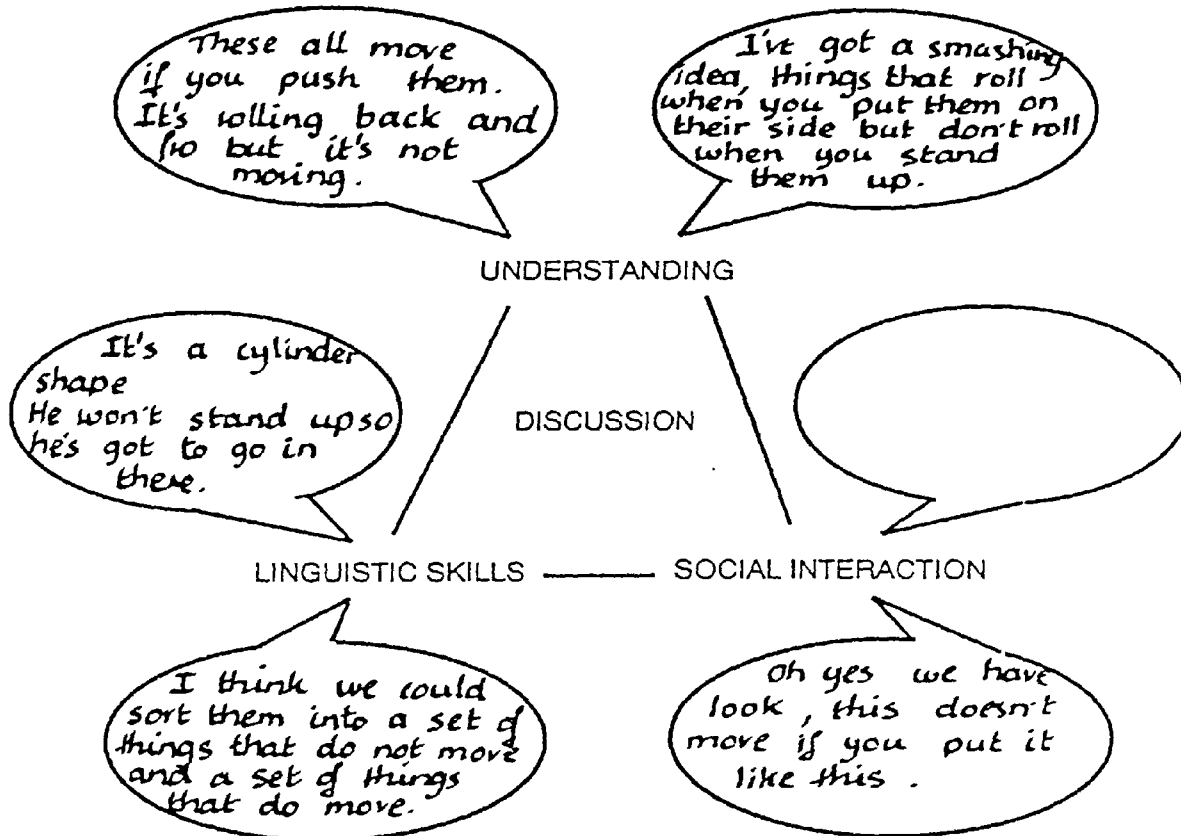 These all move
if you push them.
It's rolling back and
fro but it's not
moving.
I've got a smashing
idea, things that roll
when you put them on
their side but don't roll
when you stand
them up.
UNDERSTANDING
It's a cylinder
shape
He won't stand up so
he's got to go in
there.
DISCUSSION
LINGUISTIC SKILLS
SOCIAL INTERACTION
I think we could
sort them into a set of
things that do not move
and a set of things
that do move.
Oh yes we have
look, this doesn't
move if you put it
like this.